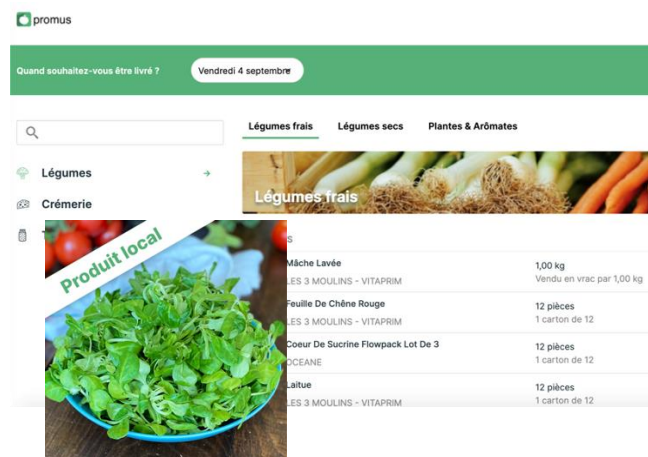 promus
Quand souhaitez-vous être livré ?
Vendredi 4 septembre
Légumes frais
Légumes secs
Plantes & Arômates
Légumes
Crémerie
Légumes frais
Produit local
Mâche Lavée
1,00 kg
LES 3 MOULINS - VITAPRIM
Vendu en vrac par 1,00 kg
Feuille De Chêne Rouge
12 pièces
LES 3 MOULINS - VITAPRIM
1 carton de 12
Coeur De Sucrine Flowpack Lot De 3
12 pièces
OCEANE
1 carton de 12
Laitue
12 pièces
LES 3 MOULINS - VITAPRIM
1 carton de 12